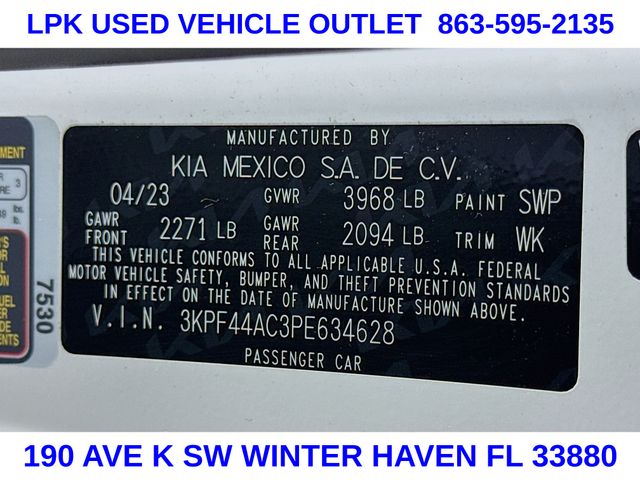 LPK USED VEHICLE OUTLET 863-595-2135
MANUFACTURED BY
KIA MEXICO S.A. DE C.V.
04/23 GVWR 3968 LB PAINT SWP
GAWR FRONT 2271 LB GAWR REAR 2094 LB TRIM WK
THIS VEHICLE CONFORMS TO ALL APPLICABLE U.S.A. FEDERAL
MOTOR VEHICLE SAFETY, BUMPER, AND THEFT PREVENTION STANDARDS
IN EFFECT ON THE DATE OF MANUFACTURE SHOWN ABOVE.
V.I.N. 3KPF44AC3PE634628
PASSENGER CAR
7530
190 AVE K SW WINTER HAVEN FL 33880